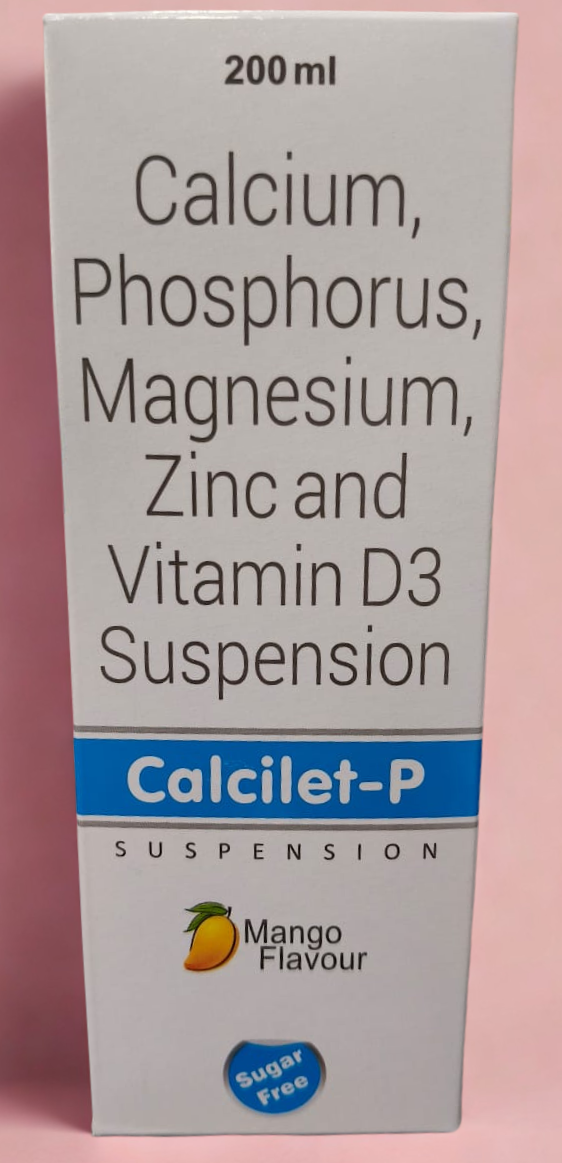 200 ml
Calcium,
Phosphorus,
Magnesium,
Zinc and
Vitamin D3
Suspension
Calcilet-P
SUSPENSION
Mango
Flavour
Sugar
Free